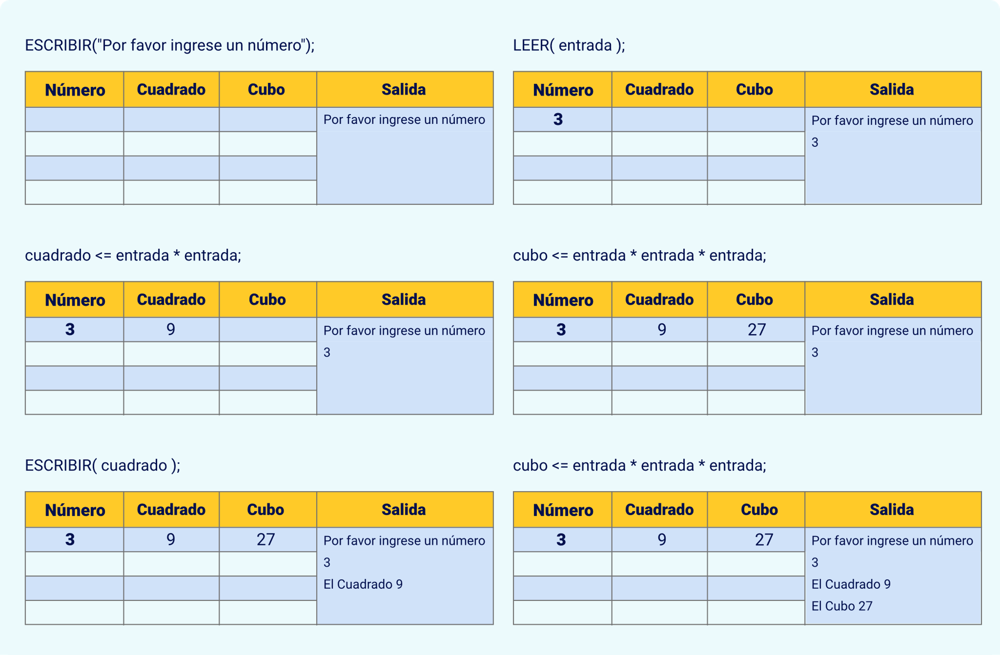 ESCRIBIR("Por favor ingrese un número");
Número Cuadrado Cubo Salida
Por favor ingrese un número
LEER( entrada );
Número Cuadrado Cubo Salida
3 Por favor ingrese un número
3
cuadrado <= entrada * entrada;
Número Cuadrado Cubo Salida
3 9 Por favor ingrese un número
3
cubo <= entrada * entrada * entrada;
Número Cuadrado Cubo Salida
3 9 27 Por favor ingrese un número
3
ESCRIBIR( cuadrado );
Número Cuadrado Cubo Salida
3 9 27 Por favor ingrese un número
3
El Cuadrado 9
cubo <= entrada * entrada * entrada;
Número Cuadrado Cubo Salida
3 9 27 Por favor ingrese un número
3
El Cuadrado 9
El Cubo 27